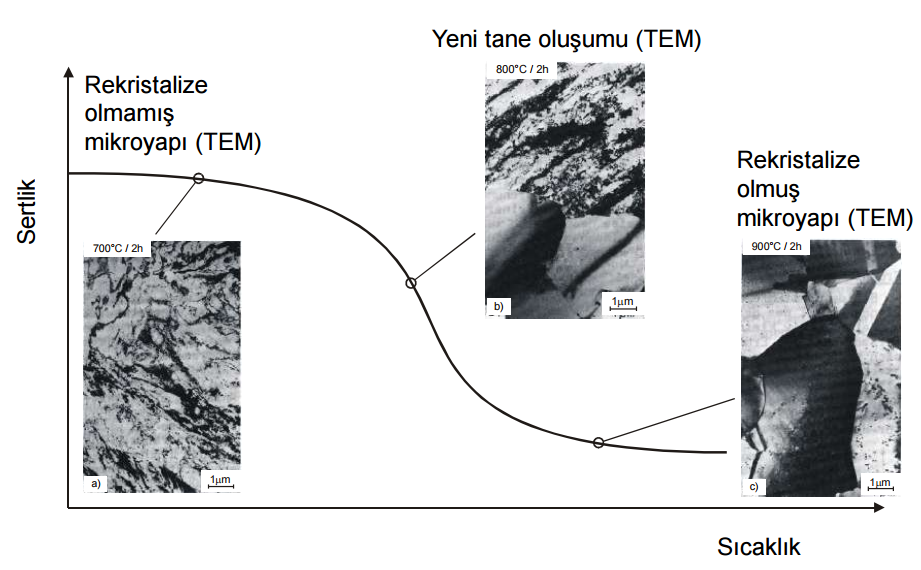 Yeni tane oluşumu (TEM)
800°C / 2h
Rekristalize
olmamış
mikroyapı (TEM)
Rekristalize
olmuş
mikroyapı (TEM)
Sertlik
700°C / 2h
900°C / 2h
b)
1µm
a)
1µm
c)
1µm
Sıcaklık